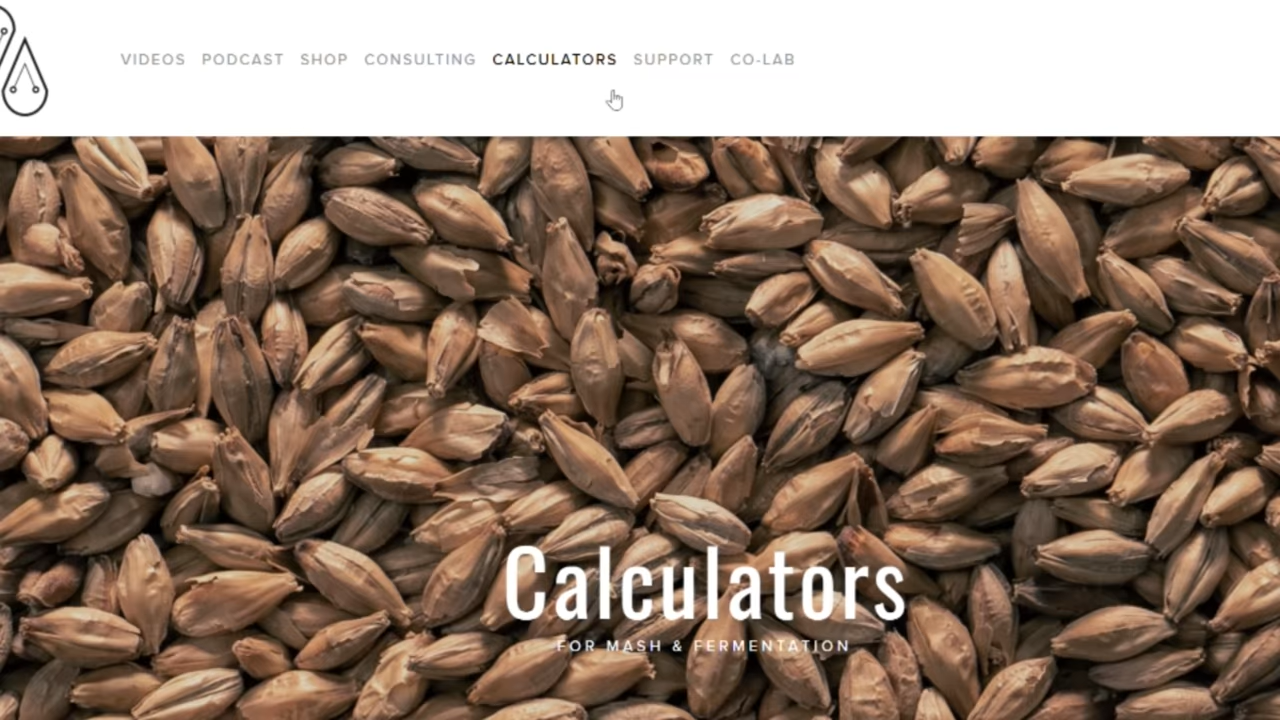 VIDEOS PODCAST SHOP CONSULTING CALCULATORS SUPPORT CO-LAB
Calculators
FOR MASH & FERMENTATION